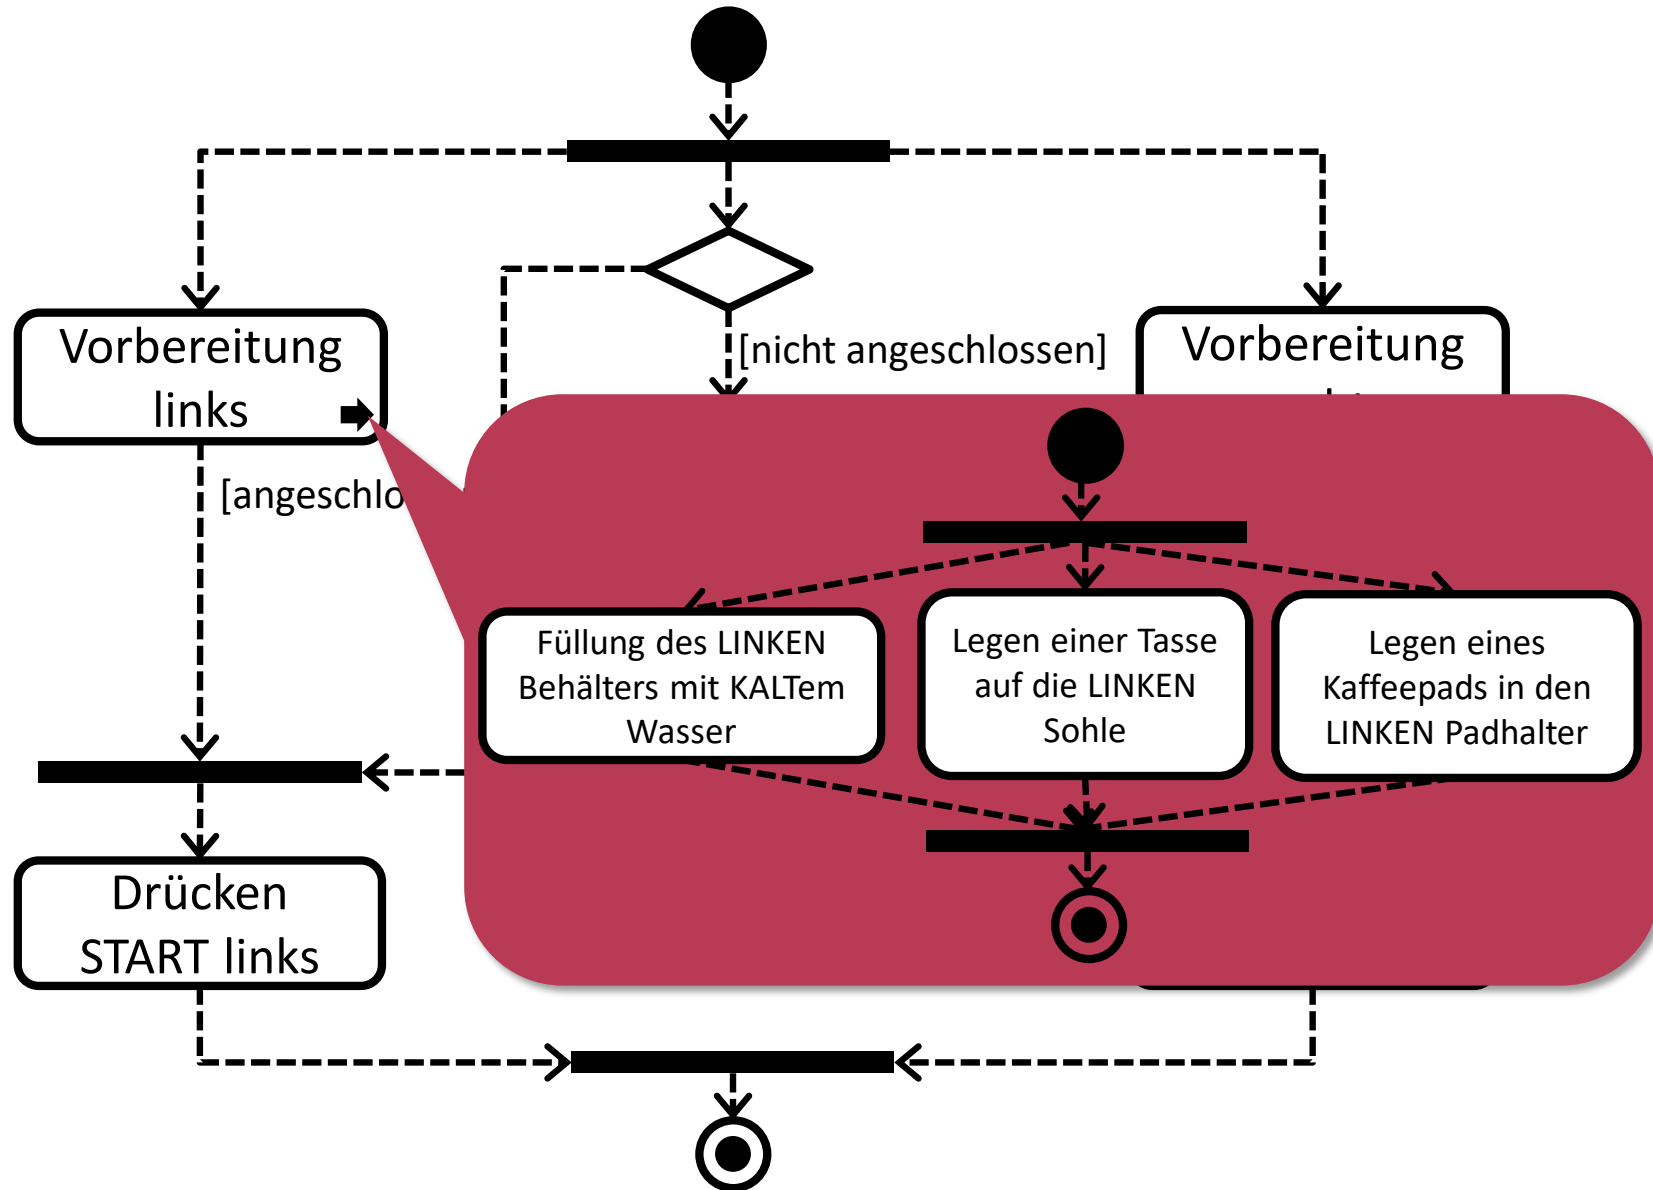 [nicht angeschlossen]
Vorbereitung
links
Vorbereitung
[angeschlo
Füllung des LINKEN
Behälters mit KALTem
Wasser
Legen einer Tasse
auf die LINKEN
Sohle
Legen eines
Kaffeepads in den
LINKEN Padhalter
Drücken
START links